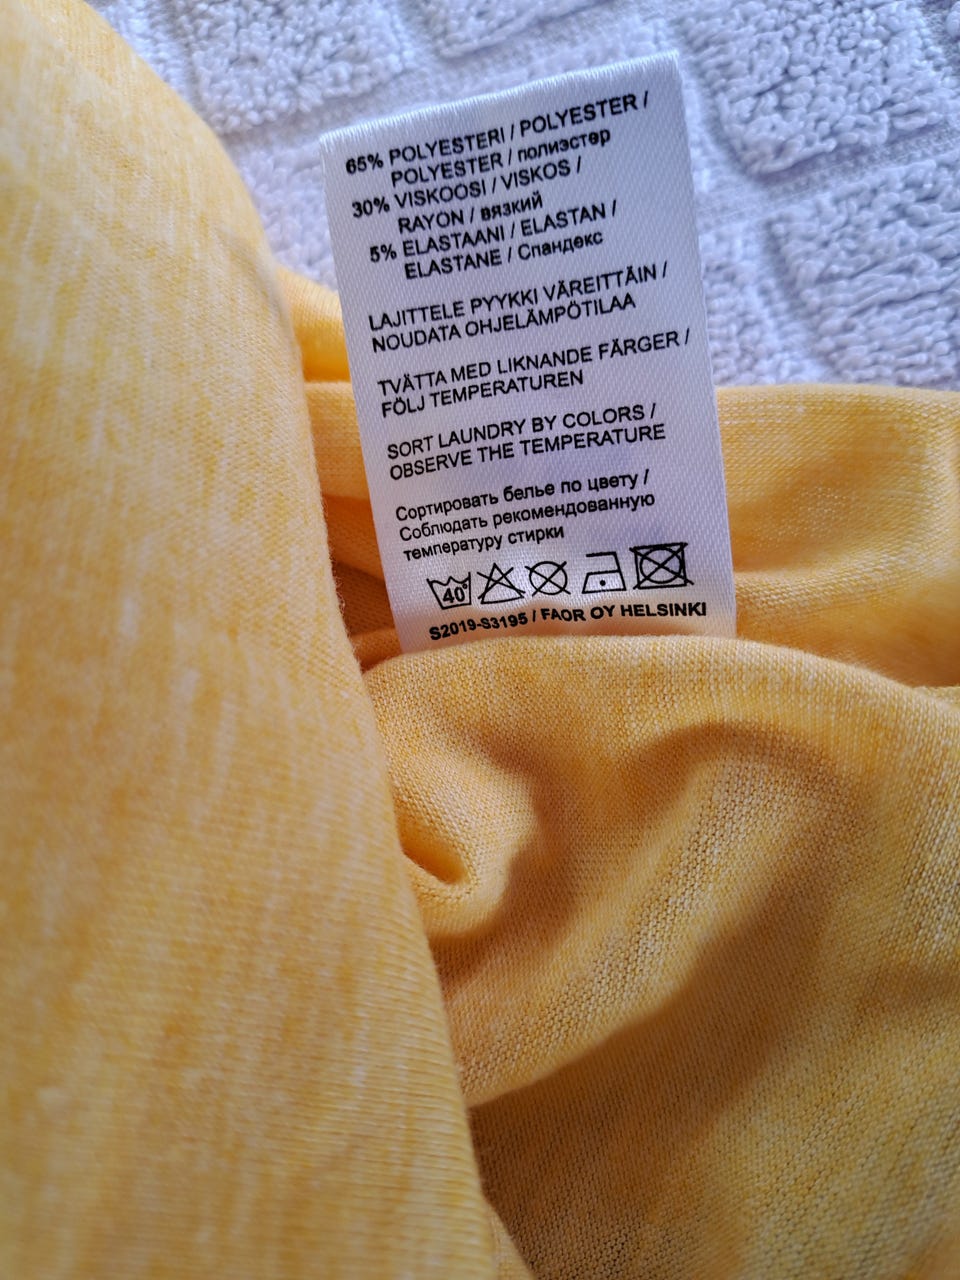 65% POLYESTERI / POLYESTER /
POLYESTER / полиэстер
30% VISKOOSI / VISKOS /
RAYON / вязкий
5% ELASTAANI / ELASTAN /
ELASTANE / Спандекс
LAJITTELE PYYKKI VÄREITTÄIN /
NOUDATA OHJELÄMPÖTILAA
TVÄTTA MED LIKNANDE FÄRGER /
FÖLJ TEMPERATUREN
SORT LAUNDRY BY COLORS /
OBSERVE THE TEMPERATURE
Сортировать белье по цвету /
Соблюдать рекомендованную
температуру стирки
40°
S2019-S3195 / FAOR OY HELSINKI